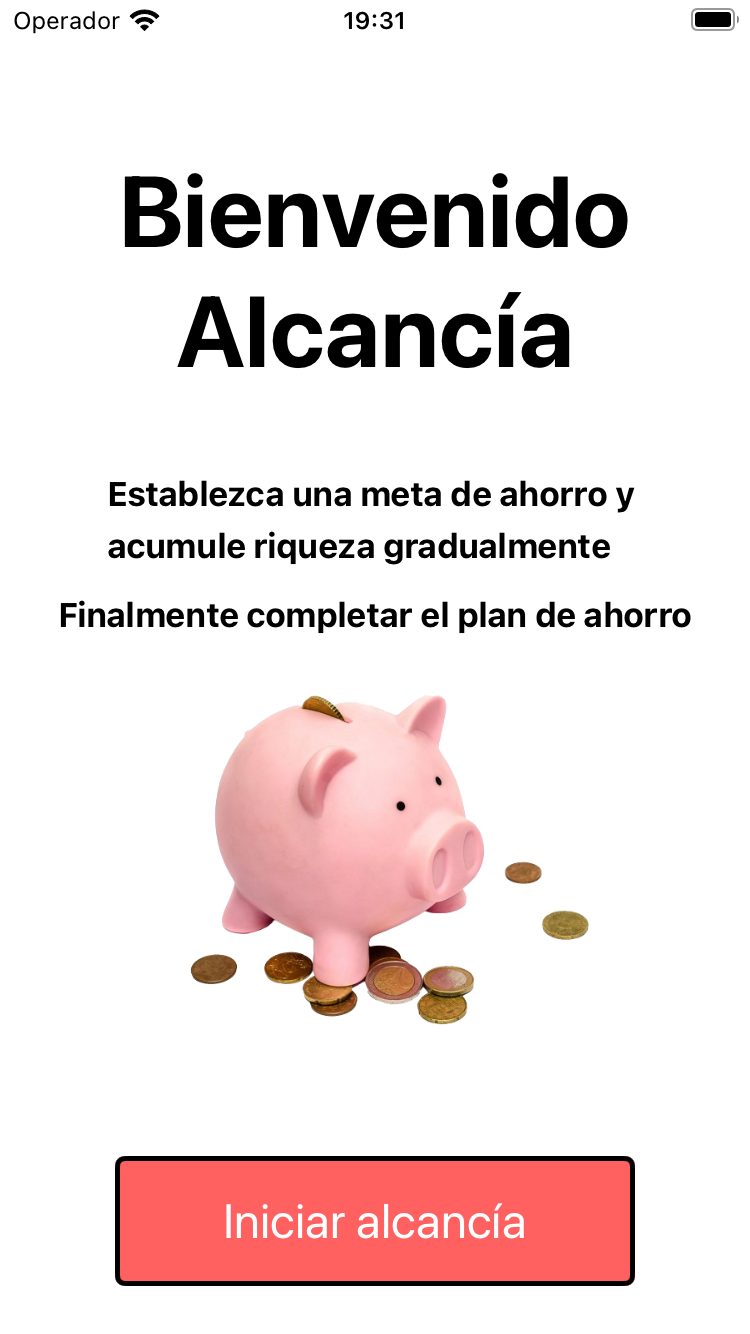 Operador 19:31
Bienvenido
Alcancía
Establezca una meta de ahorro y
acumule riqueza gradualmente
Finalmente completar el plan de ahorro
Iniciar alcancía